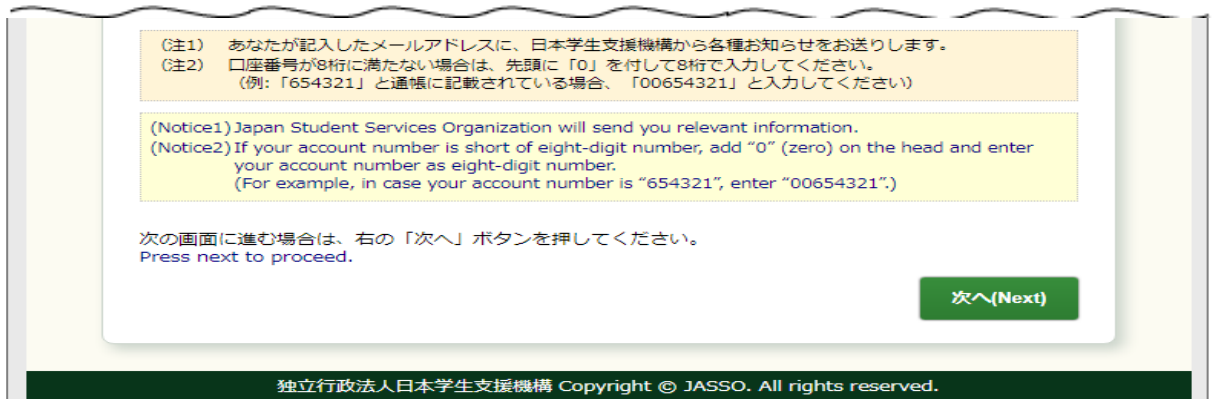 （注1） あなたが記入したメールアドレスに、日本学生支援機構から各種お知らせをお送りします。
（注2） 口座番号が8桁に満たない場合は、先頭に「0」を付して8桁で入力してください。
（例:「654321」と通帳に記載されている場合、「00654321」と入力してください）
(Notice1) Japan Student Services Organization will send you relevant information.
(Notice2) If your account number is short of eight-digit number, add “0” (zero) on the head and enter
your account number as eight-digit number.
(For example, in case your account number is “654321”, enter “00654321”.)
次の画面に進む場合は、右の「次へ」ボタンを押してください。
Press next to proceed.
次へ(Next)
独立行政法人日本学生支援機構 Copyright © JASSO. All rights reserved.